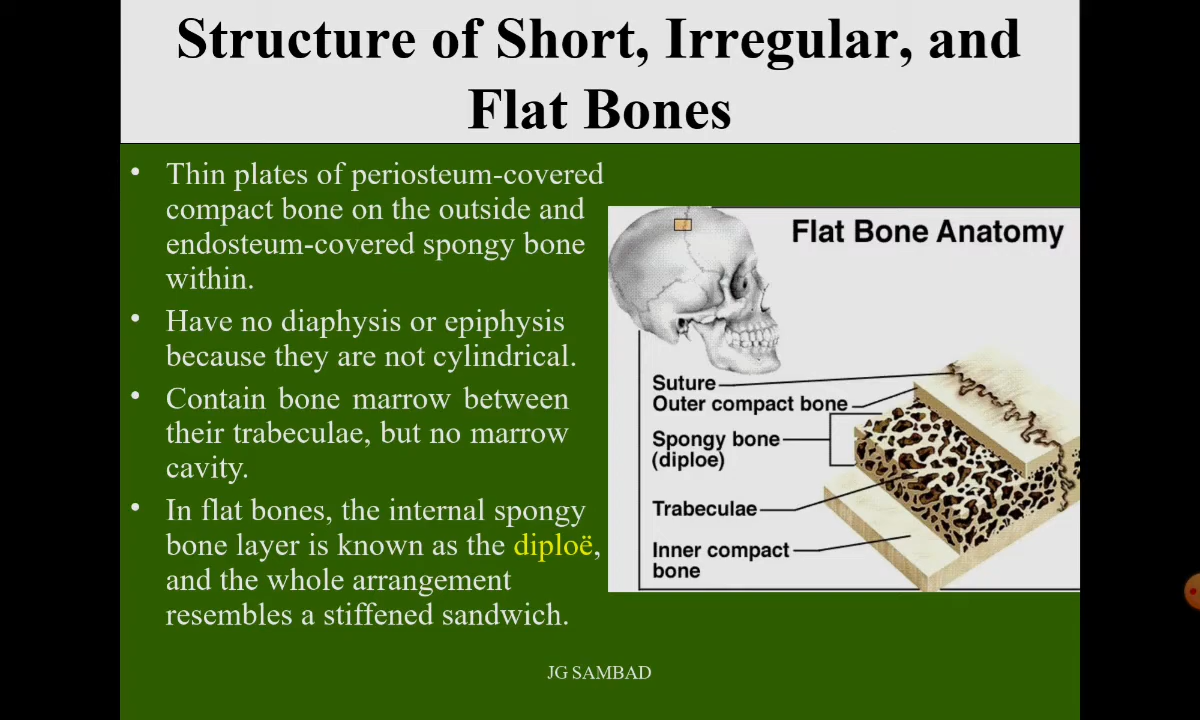 Structure of Short, Irregular, and
Flat Bones
• Thin plates of periosteum-covered
compact bone on the outside and
endosteum-covered spongy bone
within.
• Have no diaphysis or epiphysis
because they are not cylindrical.
• Contain bone marrow between
their trabeculae, but no marrow
cavity.
• In flat bones, the internal spongy
bone layer is known as the diploë,
and the whole arrangement
resembles a stiffened sandwich.
Flat Bone Anatomy
Suture
Outer compact bone
Spongy bone
(diploe)
Trabeculae
Inner compact
bone
JG SAMBAD